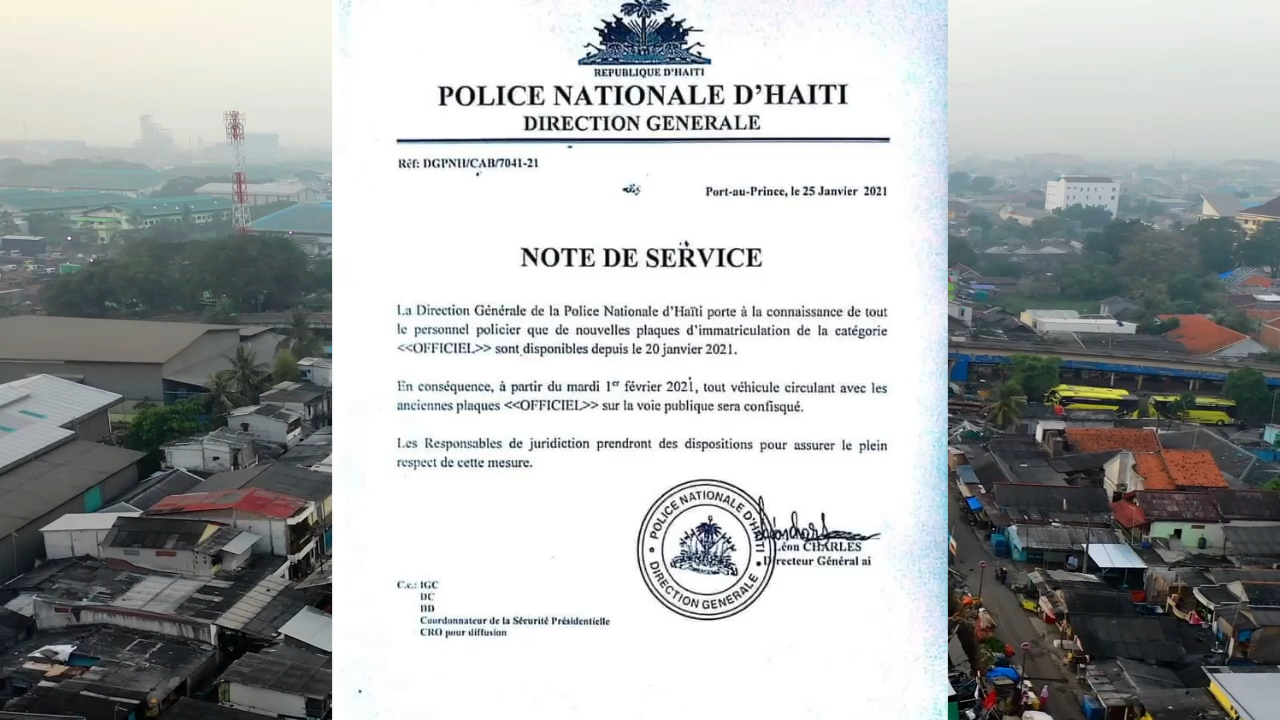 REPUBLIQUE D'HAITI
POLICE NATIONALE D'HAITI
DIRECTION GENERALE
Réf: DGPNH/CAB/7041-21
Port-au-Prince, le 25 Janvier 2021
NOTE DE SERVICE
La Direction Générale de la Police Nationale d'Haïti porte à la connaissance de tout
le personnel policier que de nouvelles plaques d'immatriculation de la catégorie
<<OFFICIEL>> sont disponibles depuis le 20 janvier 2021.
En conséquence, à partir du mardi 1er février 2021, tout véhicule circulant avec les
anciennes plaques <<OFFICIEL>> sur la voie publique sera confisqué.
Les Responsables de juridiction prendront des dispositions pour assurer le plein
respect de cette mesure.
POLICE NATIONALE D'HAITI
DIRECTION GENERALE
Léon CHARLES
Directeur Général ai
C.c.: IGC
DC
DD
Coordonnateur de la Sécurité Présidentielle
CRO pour diffusion